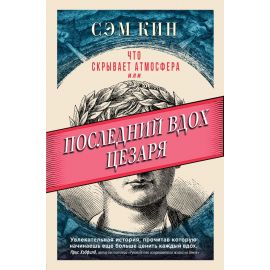 СЭМ КИН
ЧТО
СКРЫВАЕТ АТМОСФЕРА
ИЛИ
ПОСЛЕДНИЙ ВДОХ
ЦЕЗАРЯ
Увлекательная история, прочитав которую,
начинаешь еще больше ценить каждый вдох.